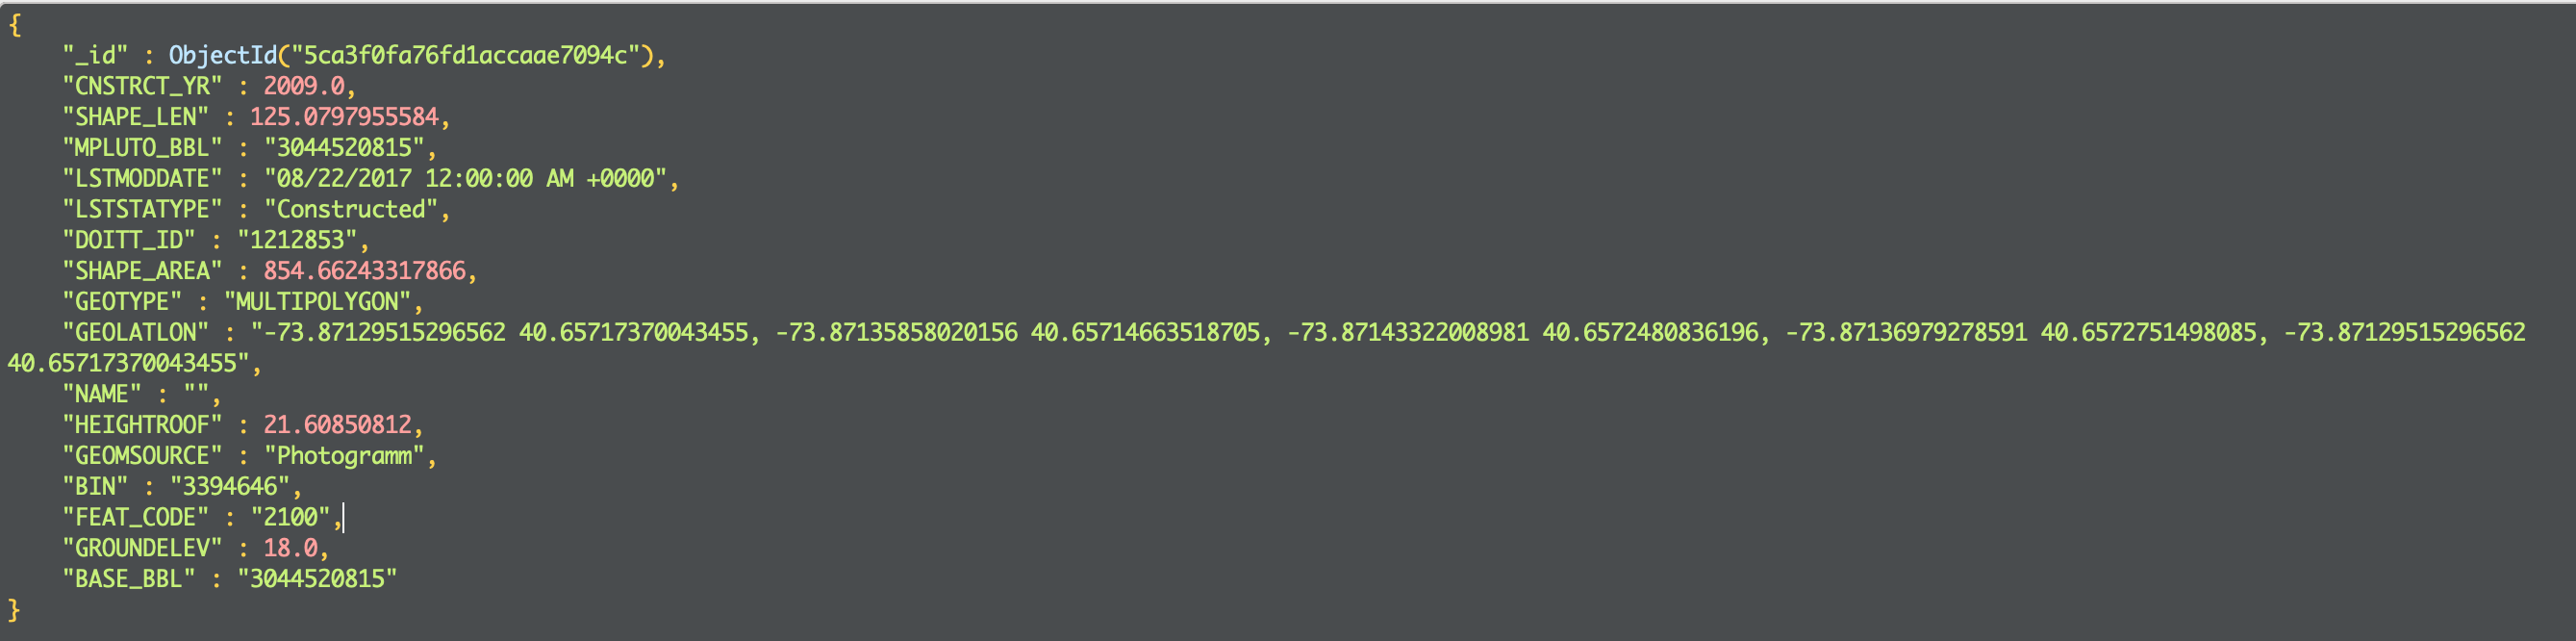 {
"_id" : ObjectId("5ca3f0fa76fd1accaae7094c"),
"CNSTRCT_YR" : 2009.0,
"SHAPE_LEN" : 125.0797955584,
"MPLUTO_BBL" : "3044520815",
"LSTMODDATE" : "08/22/2017 12:00:00 AM +0000",
"LSTSTATYPE" : "Constructed",
"DOITT_ID" : "1212853",
"SHAPE_AREA" : 854.66243317866,
"GEOTYPE" : "MULTIPOLYGON",
"GEOLATLON" : "-73.87129515296562 40.65717370043455, -73.87135858020156 40.65714663518705, -73.87143322008981 40.6572480836196, -73.87136979278591 40.6572751498085, -73.87129515296562
40.65717370043455",
"NAME" : "",
"HEIGHTROOF" : 21.60850812,
"GEOMSOURCE" : "Photogramm",
"BIN" : "3394646",
"FEAT_CODE" : "2100",
"GROUNDELEV" : 18.0,
"BASE_BBL" : "3044520815"
}